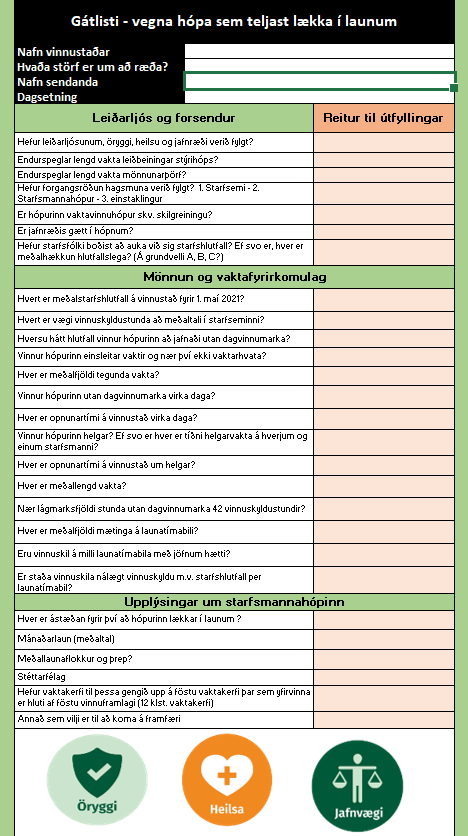 Gátlisti - vegna hópa sem teljast lækka í launum
Nafn vinnustaðar
Hvaða störf er um að ræða?
Nafn sendanda
Dagsetning
Leiðarljós og forsendur
Reitur til útfyllingar
Hefur leiðarljósunum, öryggi, heilsu og jafnræði verið fylgt?
Endurspeglar lengd vakta leiðbeiningar stýrihóps?
Endurspeglar lengd vakta mönnunarþörf?
Hefur forgangsröðun hagsmuna verið fylgt? 1. Starfsemi - 2.
Starfsmannahópur - 3. einstaklingur
Er hópurinn vaktavinnuhópur skv. skilgreiningu?
Er jafnræðis gætt í hópnum?
Hefur starfsfólki boðist að auka við sig starfshlutfall? Ef svo er, hver er
meðalhækkun hlutfallslega? (Á grundvelli A, B, C?)
Mönnun og vaktafyrirkomulag
Hvert er meðalstarfshlutfall á vinnustað fyrir 1. maí 2021?
Hvert er vægi vinnuskyldustunda að meðaltali í starfseminni?
Hversu hátt hlutfall vinnur hópurinn að jafnaði utan dagvinnumarka?
Vinnur hópurinn einsleitar vaktir og nær því ekki vaktarhvata?
Hver er meðalfjöldi tegunda vakta?
Vinnur hópurinn utan dagvinnumarka virka daga?
Hver er opnunartími á vinnustað virka daga?
Vinnur hópurinn helgar? Ef svo er hver er tíðni helgarvakta á hverjum og
einum starfsmanni?
Hver er opnunartími á vinnustað um helgar?
Hver er meðallengd vakta?
Nær lágmarksfjöldi stunda utan dagvinnumarka 42 vinnuskyldustundir?
Hver er meðalfjöldi mætinga á launatímabili?
Eru vinnuskil á milli launatímabila með jöfnum hætti?
Er staða vinnuskila nálægt vinnuskyldu m.v. starfshlutfall per
launatímabil?
Upplýsingar um starfsmannahópinn
Hver er ástæðan fyrir því að hópurinn lækkar í launum ?
Mánaðarlaun (meðaltal)
Meðallaunaflokkur og þrep?
Stéttarfélag
Hefur vaktakerfi til þessa gengið upp á föstu vaktakerfi þar sem yfirvinna
er hluti af föstu vinnuframlagi (12 klst. vaktakerfi)
Annað sem vilji er til að koma á framfæri
Öryggi
Heilsa
Jafnvægi